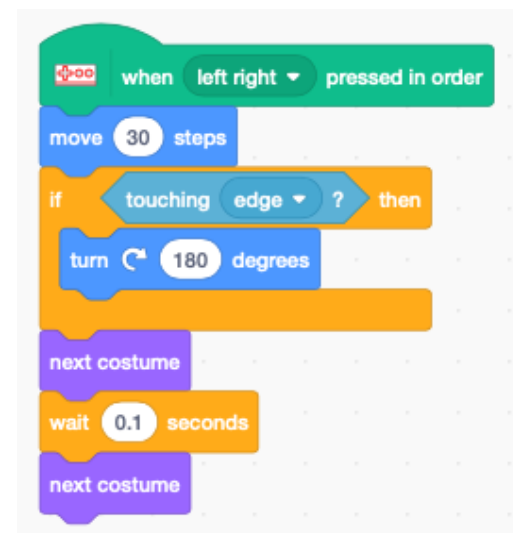 when left right pressed in order
move 30 steps
if touching edge ? then
turn 180 degrees
next costume
wait 0.1 seconds
next costume